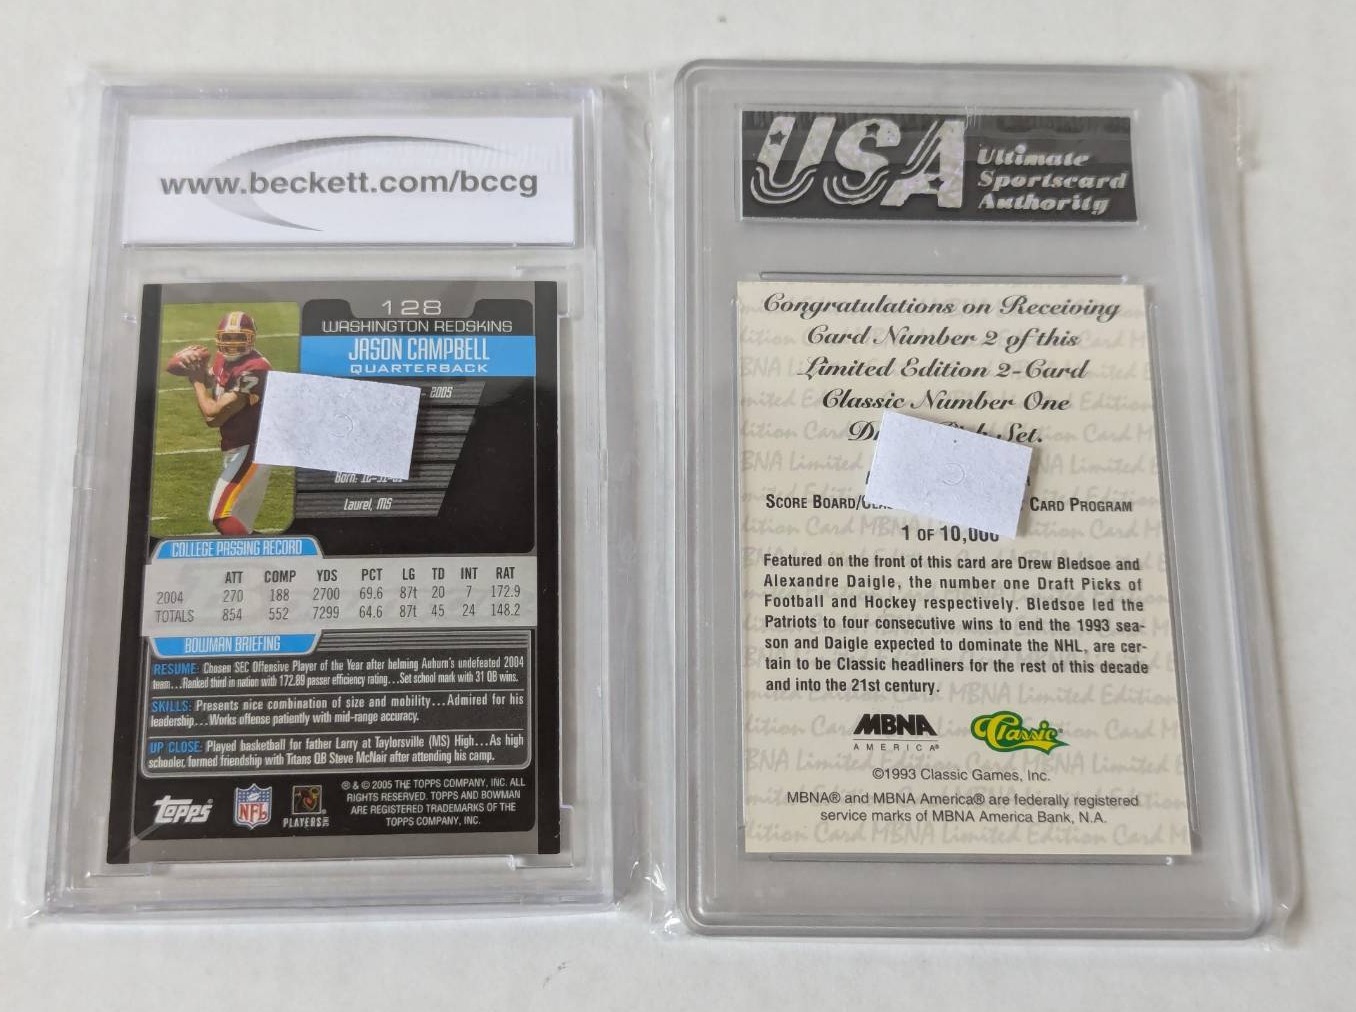 www.beckett.com/bccg
128
WASHINGTON REDSKINS
JASON CAMPBELL
QUARTERBACK
- 2005
Born: 12-31-81
Laurel, MS
17
COLLEGE PASSING RECORD
ATT COMP YDS PCT LG TD INT RAT
2004 270 188 2700 69.6 87t 20 7 172.9
TOTALS 854 552 7299 64.6 87t 45 24 148.2
BOWMAN BRIEFING
RESUME: Chosen SEC Offensive Player of the Year after helming Auburn's undefeated 2004
team...Ranked third in nation with 172.89 passer efficiency rating...Set school mark with 31 QB wins.
SKILLS: Presents nice combination of size and mobility...Admired for his
leadership...Works offense patiently with mid-range accuracy.
UP CLOSE: Played basketball for father Larry at Taylorsville (MS) High...As high
schooler, formed friendship with Titans QB Steve McNair after attending his camp.
Topps
NFL
PLAYERS INC
® & © 2005 THE TOPPS COMPANY, INC. ALL
RIGHTS RESERVED. TOPPS AND BOWMAN
ARE REGISTERED TRADEMARKS OF THE
TOPPS COMPANY, INC.
USA
Ultimate
Sportscard
Authority
Congratulations on Receiving
Card Number 2 of this
Limited Edition 2-Card
Classic Number One
Set.
SCORE BOARD/ CARD PROGRAM
1 OF 10,000
Featured on the front of this card are Drew Bledsoe and
Alexandre Daigle, the number one Draft Picks of
Football and Hockey respectively. Bledsoe led the
Patriots to four consecutive wins to end the 1993 sea-
son and Daigle expected to dominate the NHL, are cer-
tain to be Classic headliners for the rest of this decade
and into the 21st century.
MBNA
AMERICA®
Classic
©1993 Classic Games, Inc.
MBNA® and MBNA America® are federally registered
service marks of MBNA America Bank, N.A.